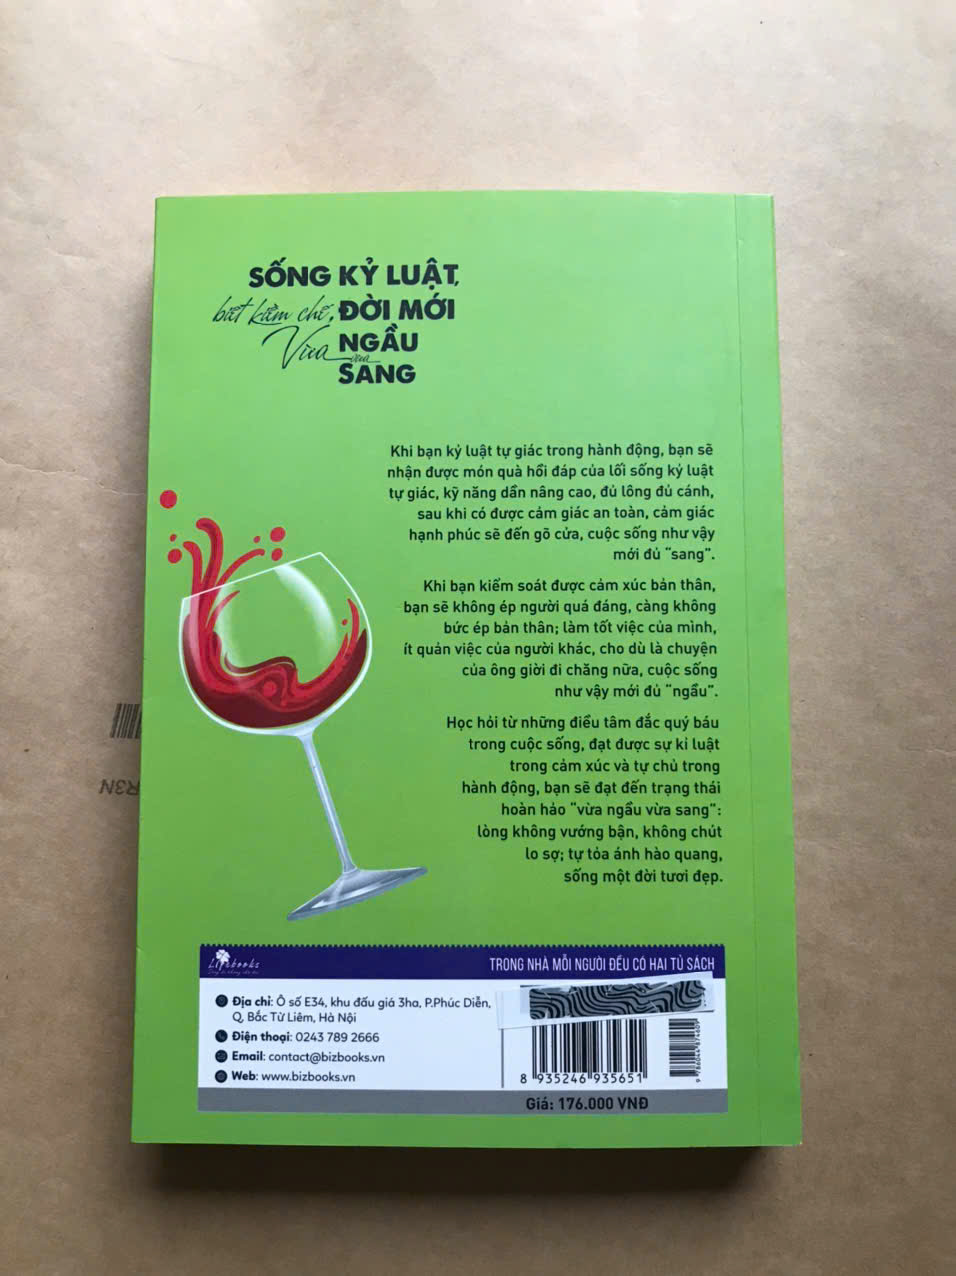 SỐNG KỶ LUẬT,
biết kiềm chế, ĐỜI MỚI
Vừa NGẦU
vừa SANG
Khi bạn kỷ luật tự giác trong hành động, bạn sẽ
nhận được món quà hồi đáp của lối sống kỷ luật
tự giác, kỹ năng dần nâng cao, đủ lông đủ cánh,
sau khi có được cảm giác an toàn, cảm giác
hạnh phúc sẽ đến gõ cửa, cuộc sống như vậy
mới đủ "sang".
Khi bạn kiểm soát được cảm xúc bản thân,
bạn sẽ không ép người quá đáng, càng không
bức ép bản thân; làm tốt việc của mình,
ít quản việc của người khác, cho dù là chuyện
của ông giời đi chăng nữa, cuộc sống
như vậy mới đủ "ngầu".
Học hỏi từ những điều tâm đắc quý báu
trong cuộc sống, đạt được sự kỉ luật
trong cảm xúc và tự chủ trong
hành động, bạn sẽ đạt đến trạng thái
hoàn hảo "vừa ngầu vừa sang":
lòng không vướng bận, không chút
lo sợ; tự tỏa ánh hào quang,
sống một đời tươi đẹp.
TRONG NHÀ MỖI NGƯỜI ĐỀU CÓ HAI TỦ SÁCH
Địa chỉ: Ô số E34, khu đấu giá 3ha, P.Phúc Diễn,
Q, Bắc Từ Liêm, Hà Nội
Điện thoại: 0243 789 2666
Email: contact@bizbooks.vn
Web: www.bizbooks.vn
8 935246 935651
9 786044 874609
Giá: 176.000 VNĐ
R3N